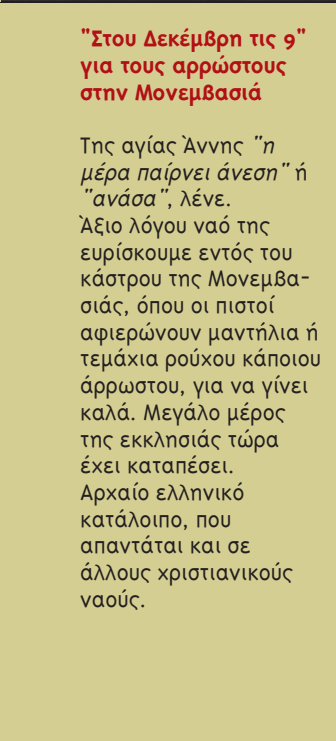 "Στου Δεκέμβρη τις 9"
για τους αρρώστους
στην Μονεμβασιά
Της αγίας Ἂννης "η
μέρα παίρνει άνεση" ή
"ανάσα", λένε.
Ἂξιο λόγου ναό της
ευρίσκουμε εντός του
κάστρου της Μονεμβα-
σιάς, όπου οι πιστοί
αφιερώνουν μαντήλια ή
τεμάχια ρούχου κάποιου
άρρωστου, για να γίνει
καλά. Μεγάλο μέρος
της εκκλησιάς τώρα
έχει καταπέσει.
Αρχαίο ελληνικό
κατάλοιπο, που
απαντάται και σε
άλλους χριστιανικούς
ναούς.